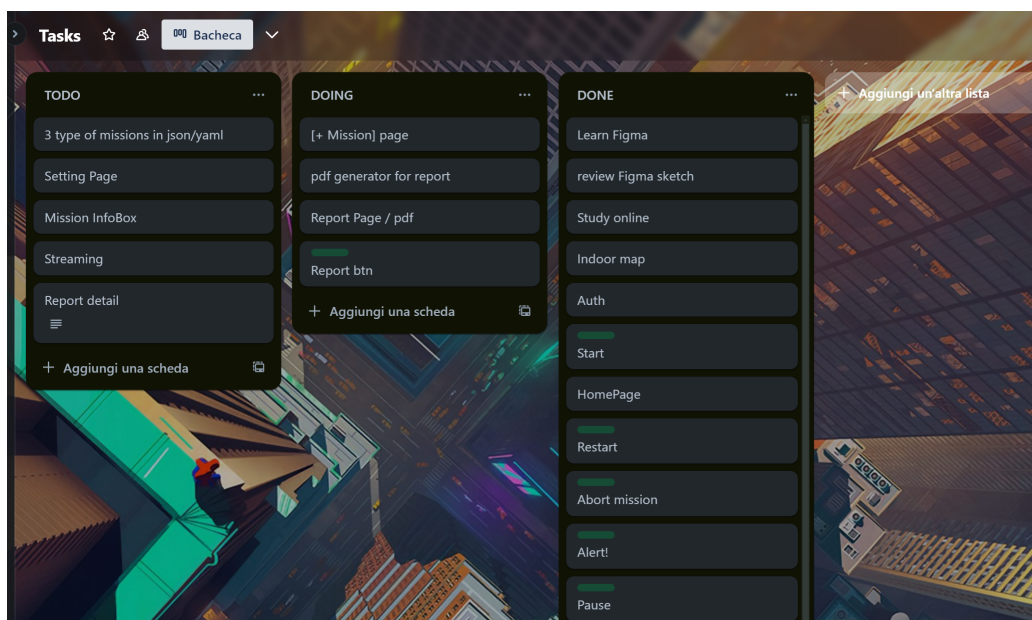 Tasks
Bacheca
TODO
3 type of missions in json/yaml
Setting Page
Mission InfoBox
Streaming
Report detail
Aggiungi una scheda
DOING
[+ Mission] page
pdf generator for report
Report Page / pdf
Report btn
Aggiungi una scheda
DONE
Learn Figma
review Figma sketch
Study online
Indoor map
Auth
Start
HomePage
Restart
Abort mission
Alert!
Pause
Aggiungi un'altra lista